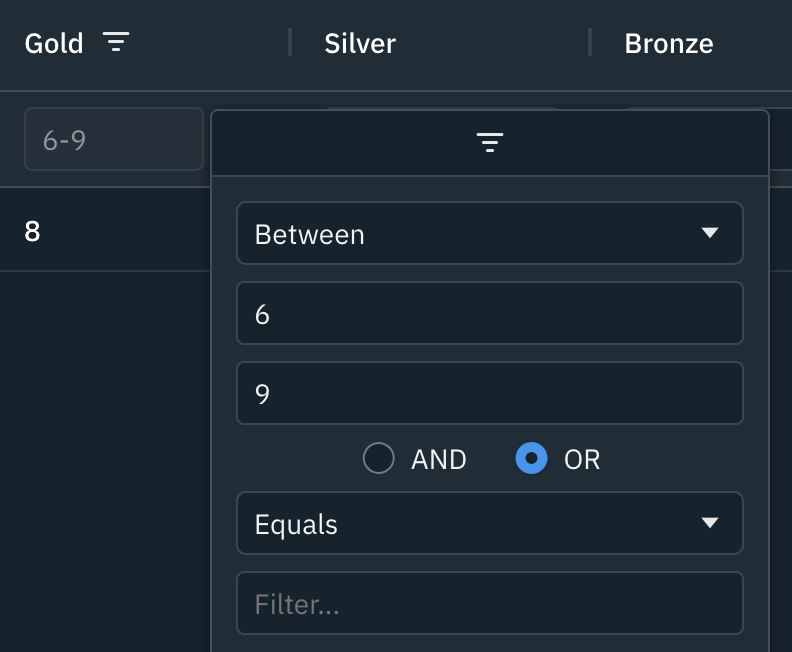 Gold Silver Bronze
6-9
8
Between
6
9
AND OR
Equals
Filter...